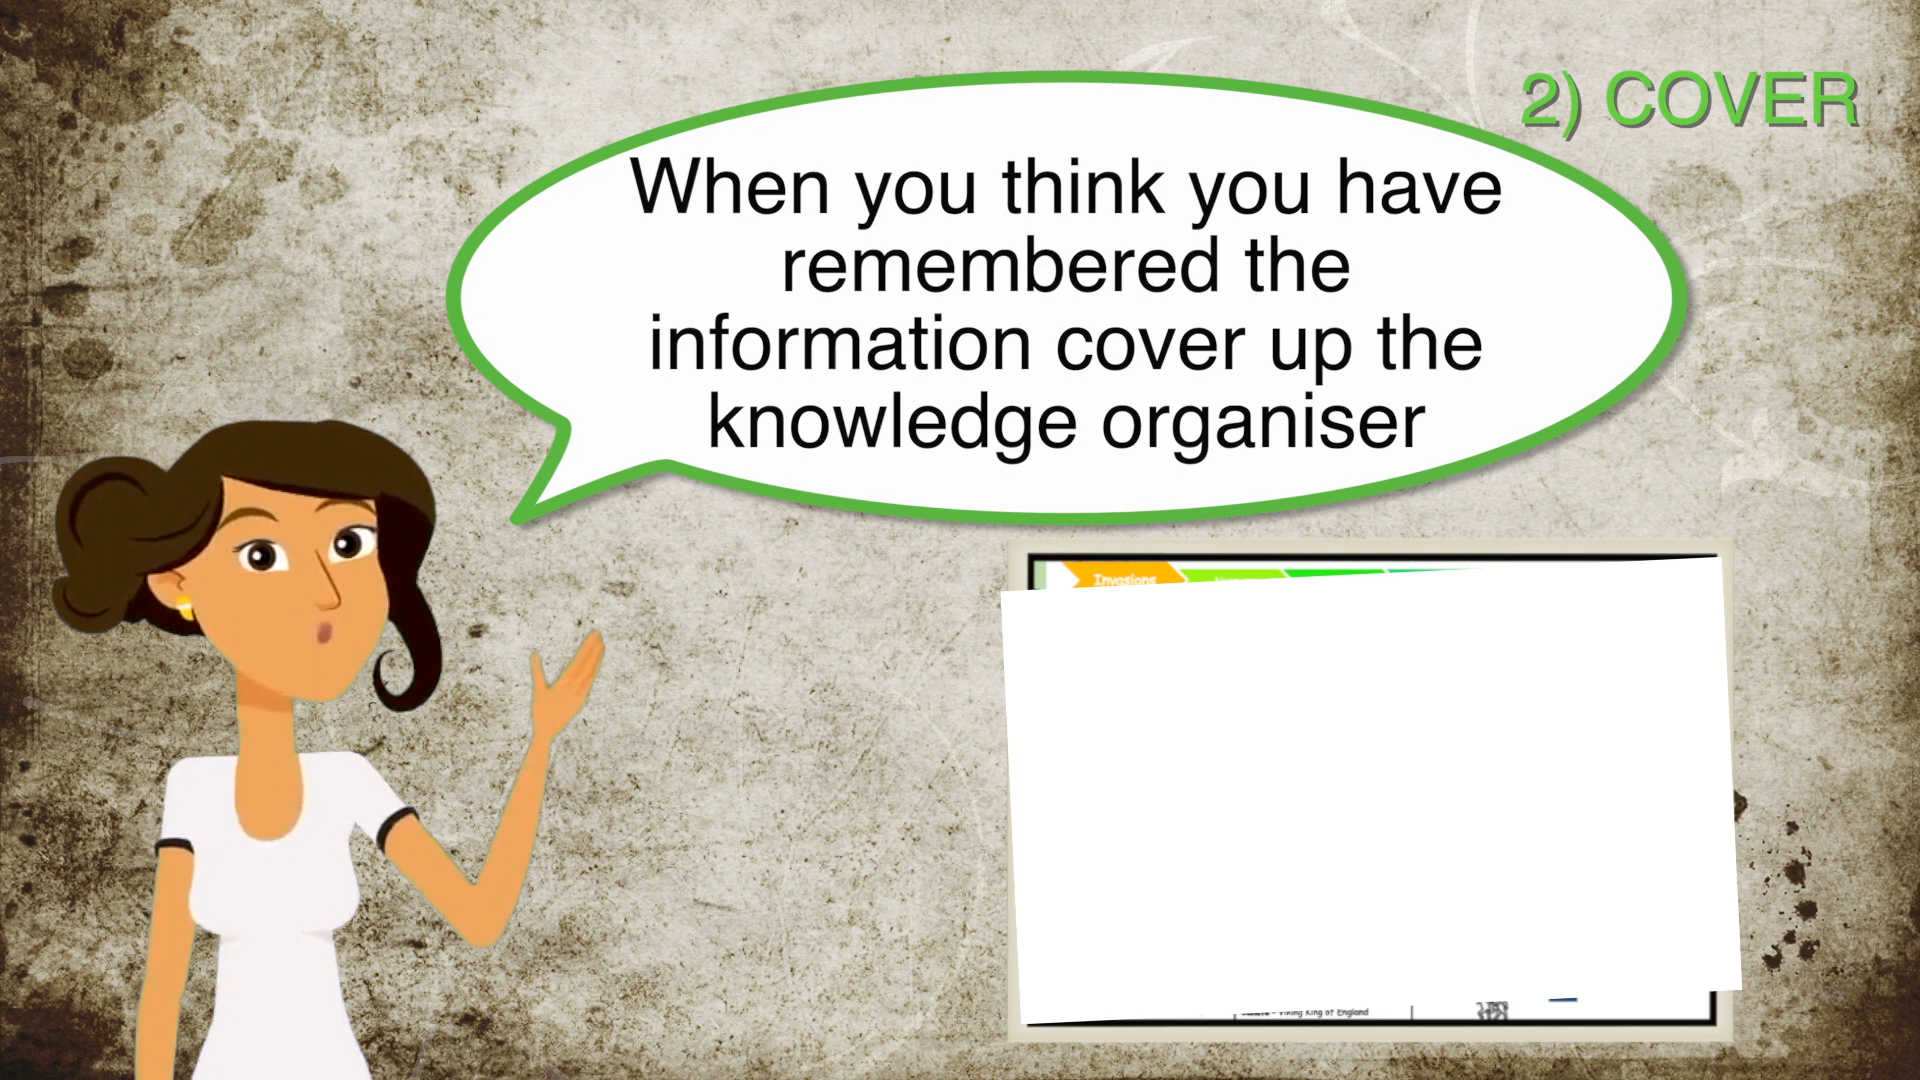 2) COVER
When you think you have
remembered the
information cover up the
knowledge organiser
Invasions
- Viking King of England